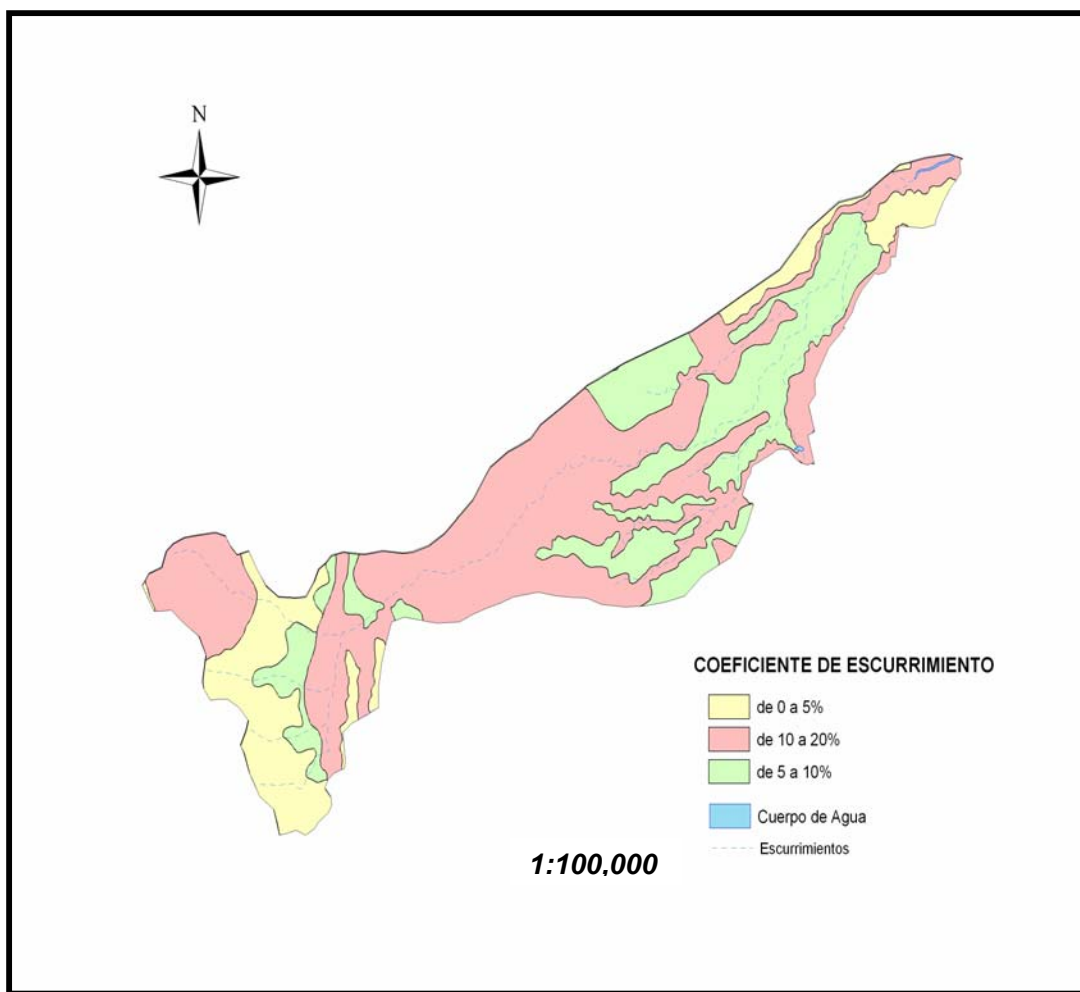 N
COEFICIENTE DE ESCURRIMIENTO
de 0 a 5%
de 10 a 20%
de 5 a 10%
Cuerpo de Agua
Escurrimientos
1:100,000